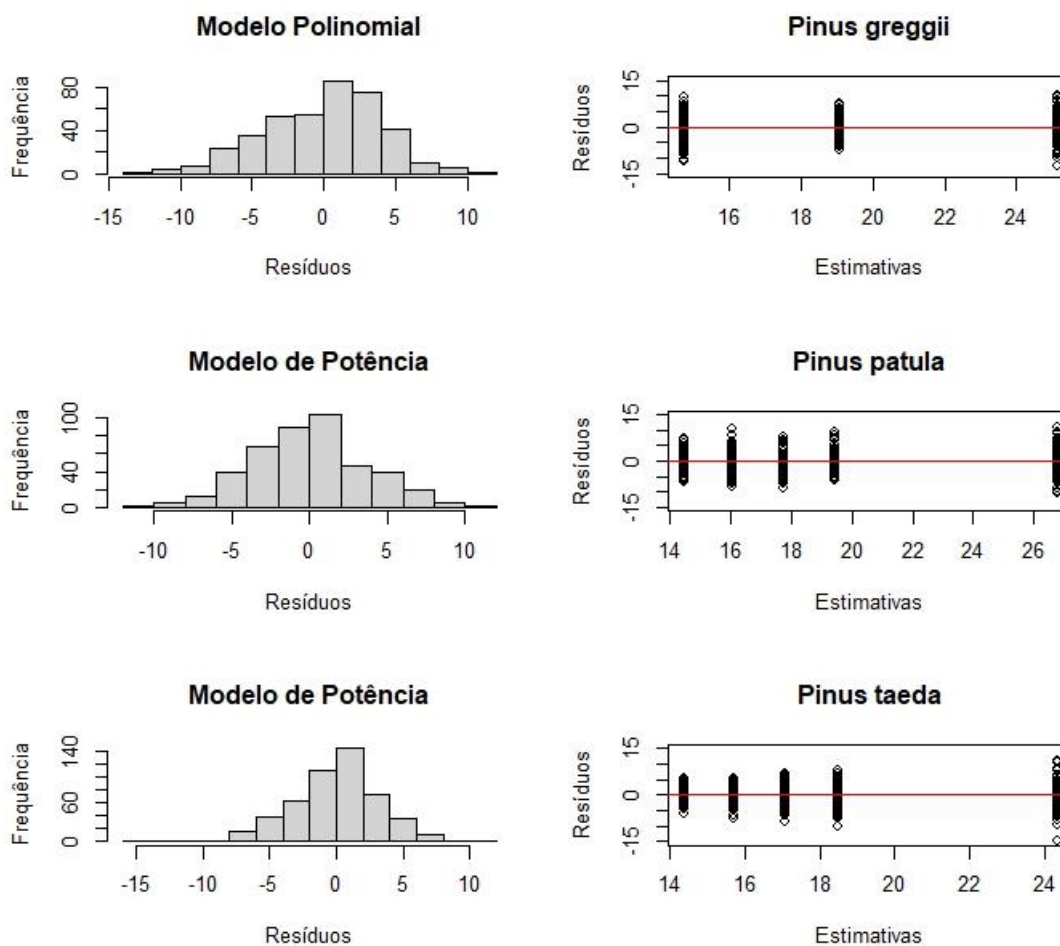 Modelo Polinomial
Frequência
0 40 80
-15 -10 -5 0 5 10
Resíduos
Pinus greggii
Resíduos
-15 0 15
16 18 20 22 24
Estimativas
Modelo de Potência
Frequência
0 40 100
-10 -5 0 5 10
Resíduos
Pinus patula
Resíduos
-15 0 15
14 16 18 20 22 24 26
Estimativas
Modelo de Potência
Frequência
0 60 140
-15 -10 -5 0 5 10
Resíduos
Pinus taeda
Resíduos
-15 0 15
14 16 18 20 22 24
Estimativas